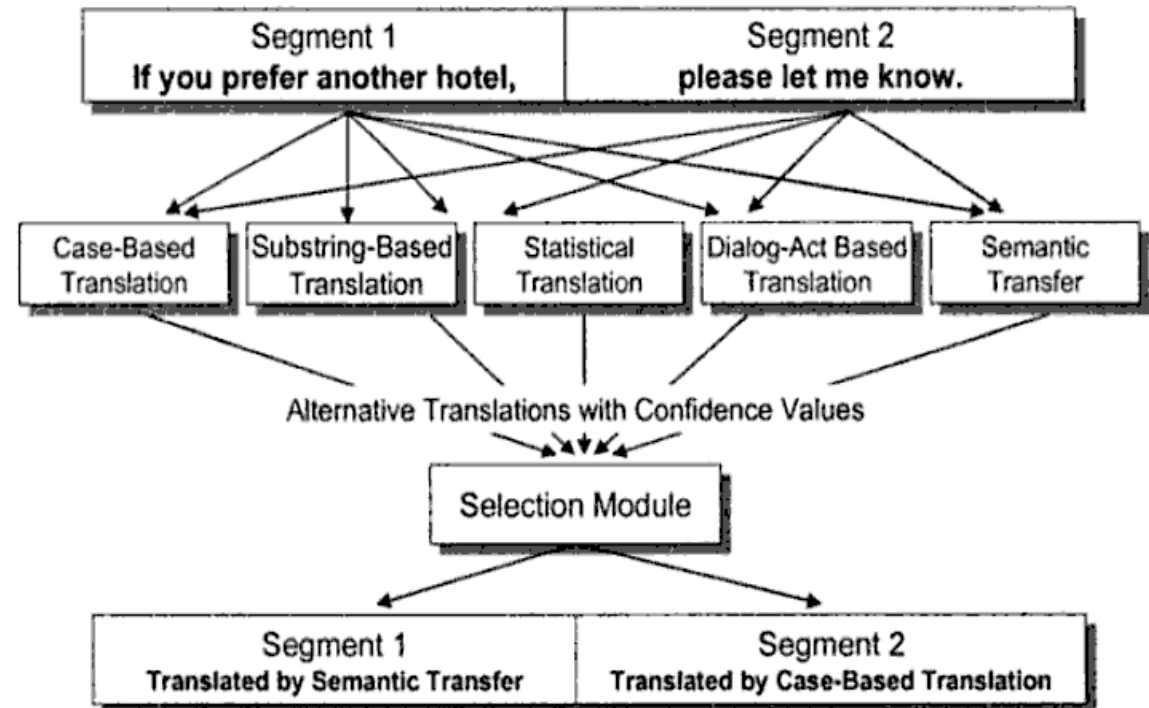 Segment 1
If you prefer another hotel,
Segment 2
please let me know.
Case-Based
Translation
Substring-Based
Translation
Statistical
Translation
Dialog-Act Based
Translation
Semantic
Transfer
Alternative Translations with Confidence Values
Selection Module
Segment 1
Translated by Semantic Transfer
Segment 2
Translated by Case-Based Translation